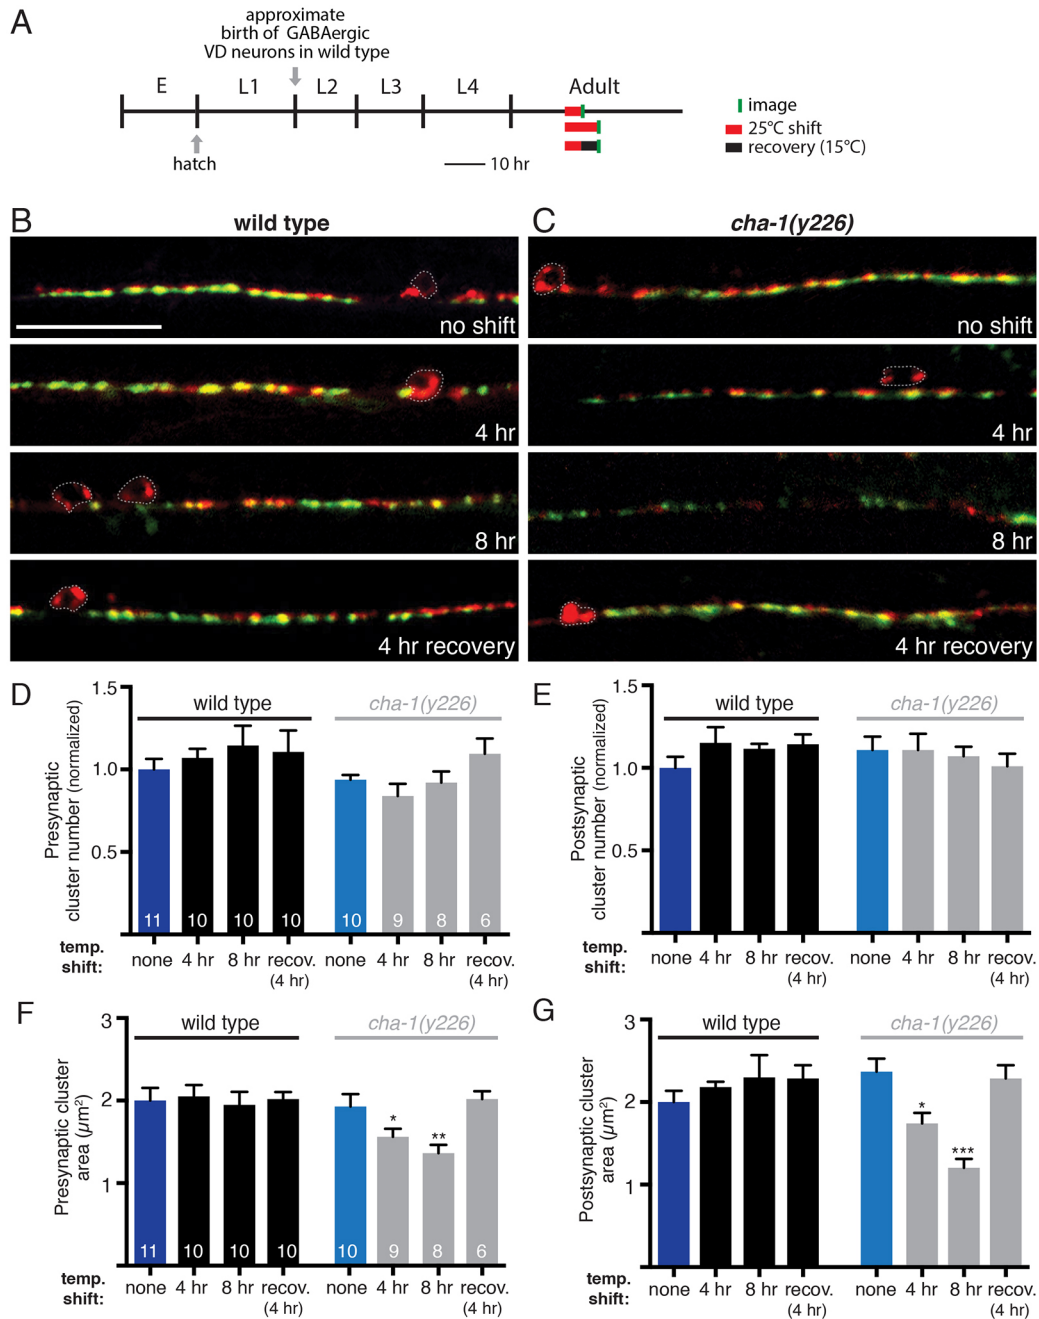 A
approximate
birth of GABAergic
VD neurons in wild type
E
L1
L2
L3
L4
Adult
hatch
10 hr
image
25°C shift
recovery (15°C)
B
wild type
no shift
4 hr
8 hr
4 hr recovery
C
cha-1(y226)
no shift
4 hr
8 hr
4 hr recovery
D
Presynaptic
cluster number (normalized)
1.5
1.0
0.5
wild type
cha-1(y226)
11 10 10 10 10 9 8 6
temp.
shift:
none 4 hr 8 hr recov. none 4 hr 8 hr recov.
(4 hr) (4 hr)
E
Postsynaptic
cluster number (normalized)
1.5
1.0
0.5
wild type
cha-1(y226)
temp.
shift:
none 4 hr 8 hr recov. none 4 hr 8 hr recov.
(4 hr) (4 hr)
F
Presynaptic cluster
area (µm²)
3
2
1
wild type
cha-1(y226)
* **
11 10 10 10 10 9 8 6
temp.
shift:
none 4 hr 8 hr recov. none 4 hr 8 hr recov.
(4 hr) (4 hr)
G
Postsynaptic cluster
area (µm²)
3
2
1
wild type
cha-1(y226)
* ***
temp.
shift:
none 4 hr 8 hr recov. none 4 hr 8 hr recov.
(4 hr) (4 hr)